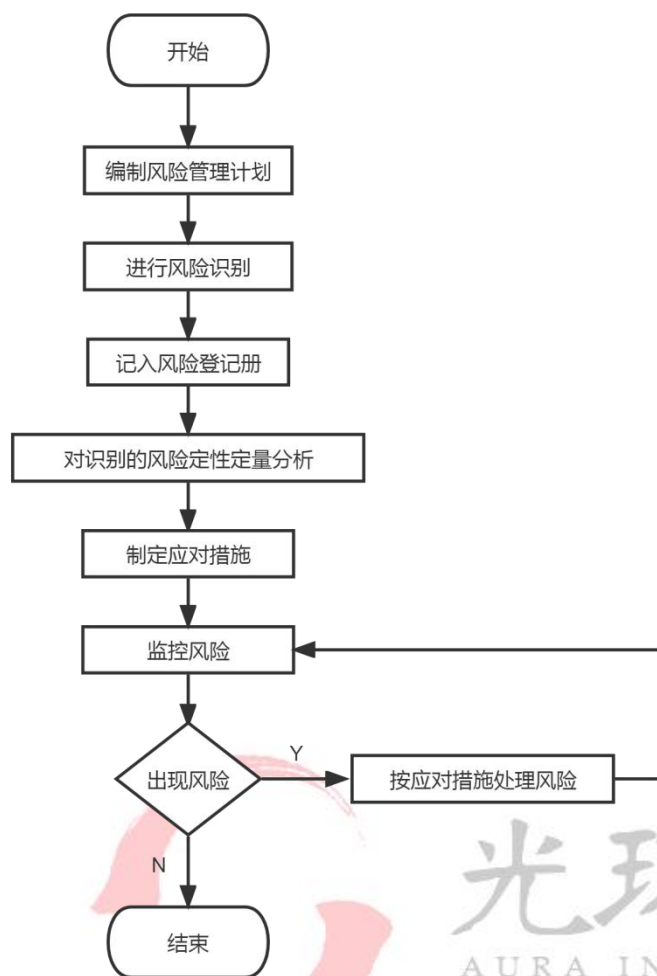 开始
编制风险管理计划
进行风险识别
记入风险登记册
对识别的风险定性定量分析
制定应对措施
监控风险
出现风险
Y
按应对措施处理风险
N
结束
光环
AURA IN